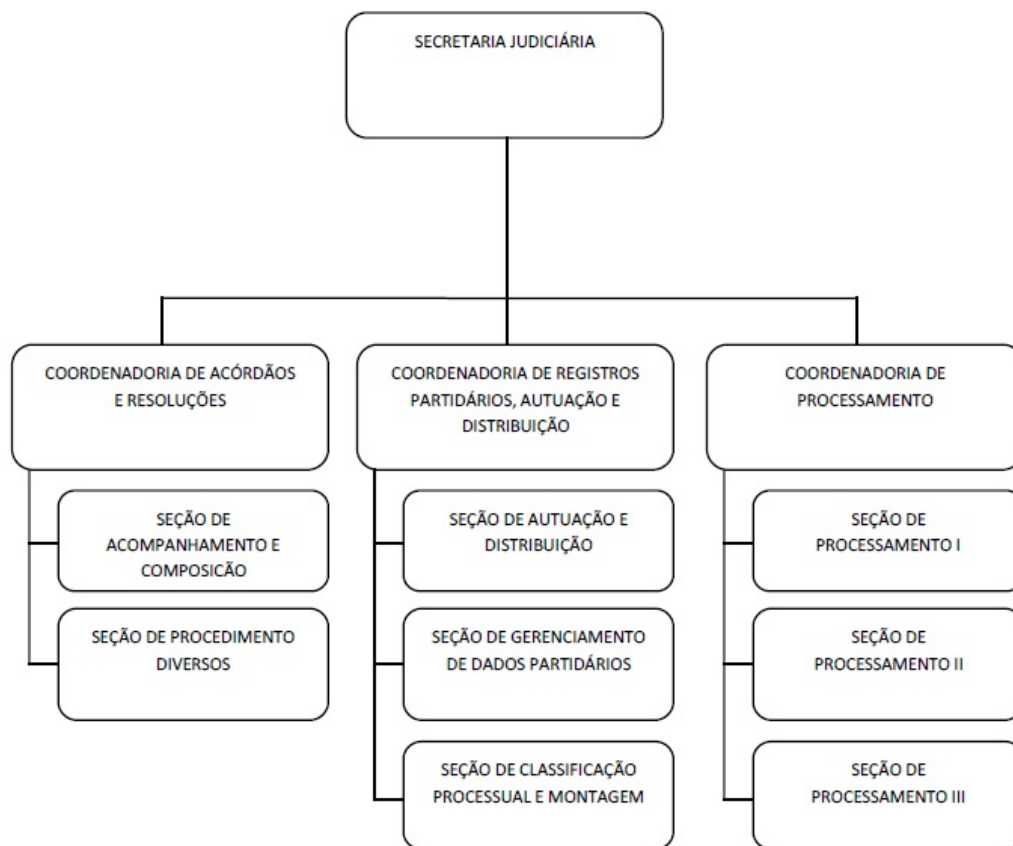 SECRETARIA JUDICIÁRIA
COORDENADORIA DE ACÓRDÃOS
E RESOLUÇÕES
SEÇÃO DE
ACOMPANHAMENTO E
COMPOSICÃO
SEÇÃO DE PROCEDIMENTO
DIVERSOS
COORDENADORIA DE REGISTROS
PARTIDÁRIOS, AUTUAÇÃO E
DISTRIBUIÇÃO
SEÇÃO DE AUTUAÇÃO E
DISTRIBUIÇÃO
SEÇÃO DE GERENCIAMENTO
DE DADOS PARTIDÁRIOS
SEÇÃO DE CLASSIFICAÇÃO
PROCESSUAL E MONTAGEM
COORDENADORIA DE
PROCESSAMENTO
SEÇÃO DE
PROCESSAMENTO I
SEÇÃO DE
PROCESSAMENTO II
SEÇÃO DE
PROCESSAMENTO III